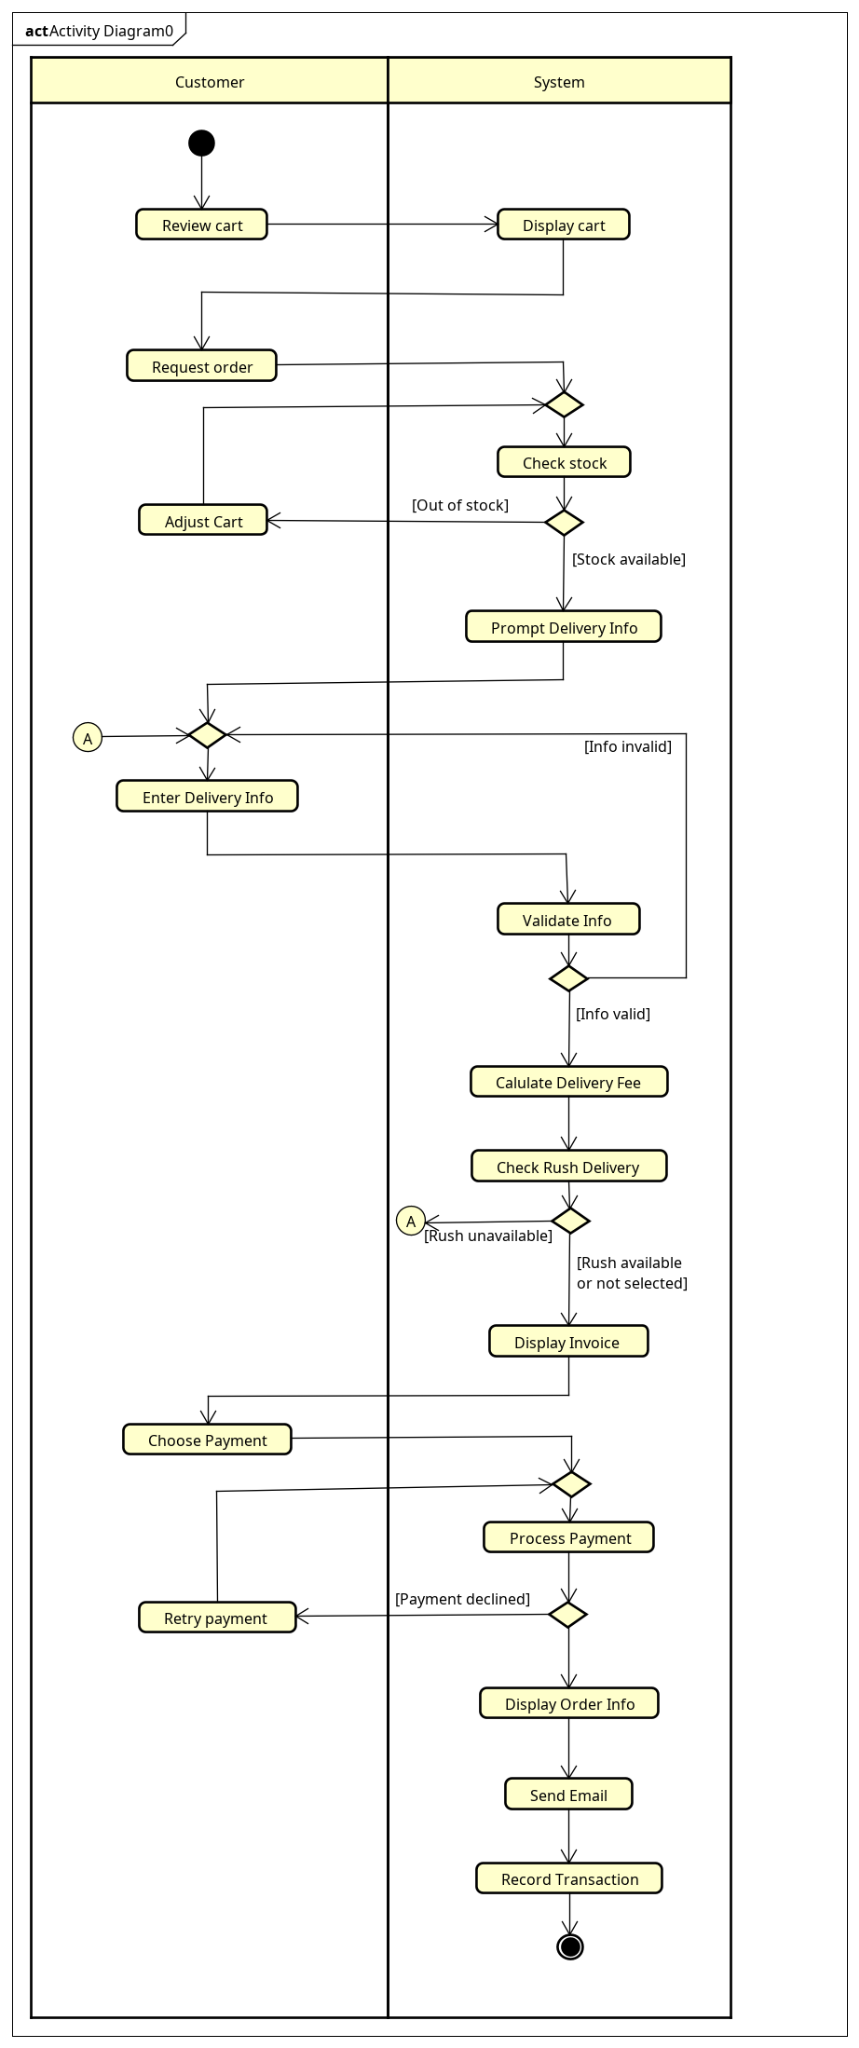 actActivity Diagram0
Customer
System
Review cart
Display cart
Request order
Check stock
[Out of stock]
Adjust Cart
[Stock available]
Prompt Delivery Info
A
[Info invalid]
Enter Delivery Info
Validate Info
[Info valid]
Calulate Delivery Fee
Check Rush Delivery
A
[Rush unavailable]
[Rush available
or not selected]
Display Invoice
Choose Payment
Process Payment
[Payment declined]
Retry payment
Display Order Info
Send Email
Record Transaction